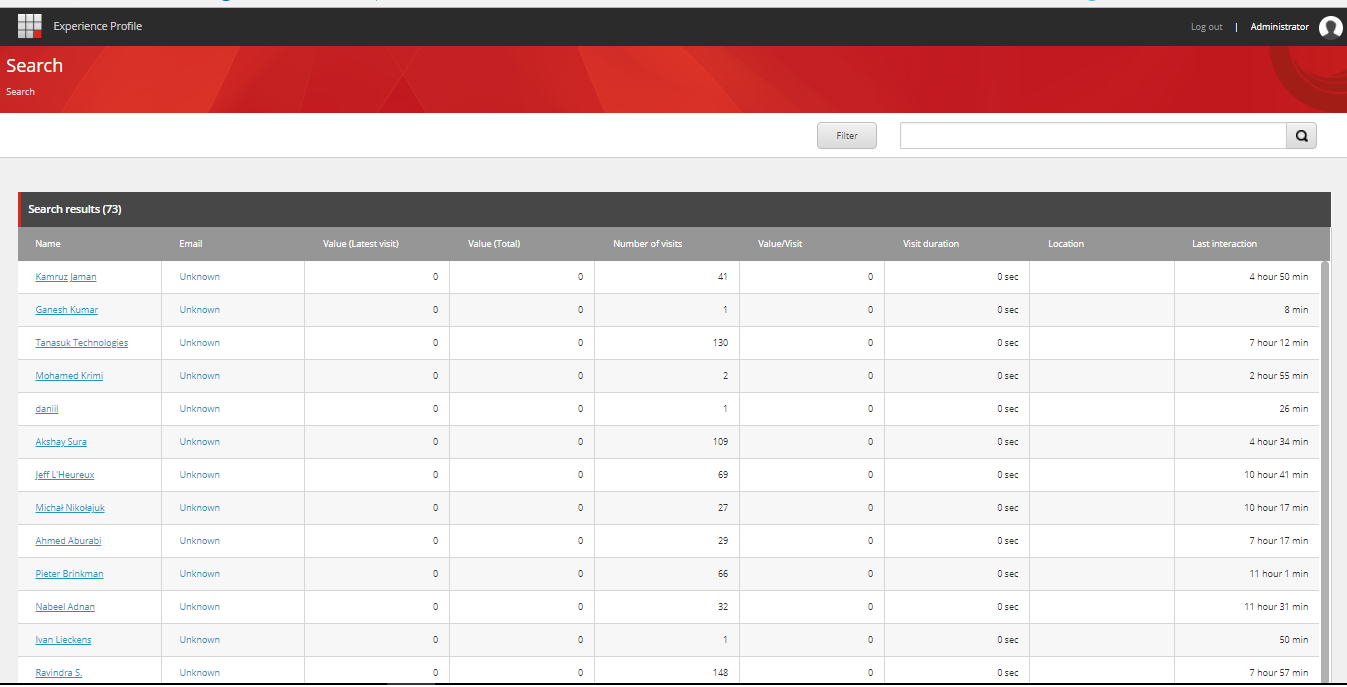 Experience Profile Log out | Administrator
Search
Search
Filter
Search results (73)
Name Email Value (Latest visit) Value (Total) Number of visits Value/Visit Visit duration Location Last interaction
Kamruz Jaman Unknown 0 0 41 0 0 sec 4 hour 50 min
Ganesh Kumar Unknown 0 0 1 0 0 sec 8 min
Tanasuk Technologies Unknown 0 0 130 0 0 sec 7 hour 12 min
Mohamed Krimi Unknown 0 0 2 0 0 sec 2 hour 55 min
daniil Unknown 0 0 1 0 0 sec 26 min
Akshay Sura Unknown 0 0 109 0 0 sec 4 hour 34 min
Jeff L'Heureux Unknown 0 0 69 0 0 sec 10 hour 41 min
Michał Nikołajuk Unknown 0 0 27 0 0 sec 10 hour 17 min
Ahmed Aburabi Unknown 0 0 29 0 0 sec 7 hour 17 min
Pieter Brinkman Unknown 0 0 66 0 0 sec 11 hour 1 min
Nabeel Adnan Unknown 0 0 32 0 0 sec 11 hour 31 min
Ivan Lieckens Unknown 0 0 1 0 0 sec 50 min
Ravindra S. Unknown 0 0 148 0 0 sec 7 hour 57 min